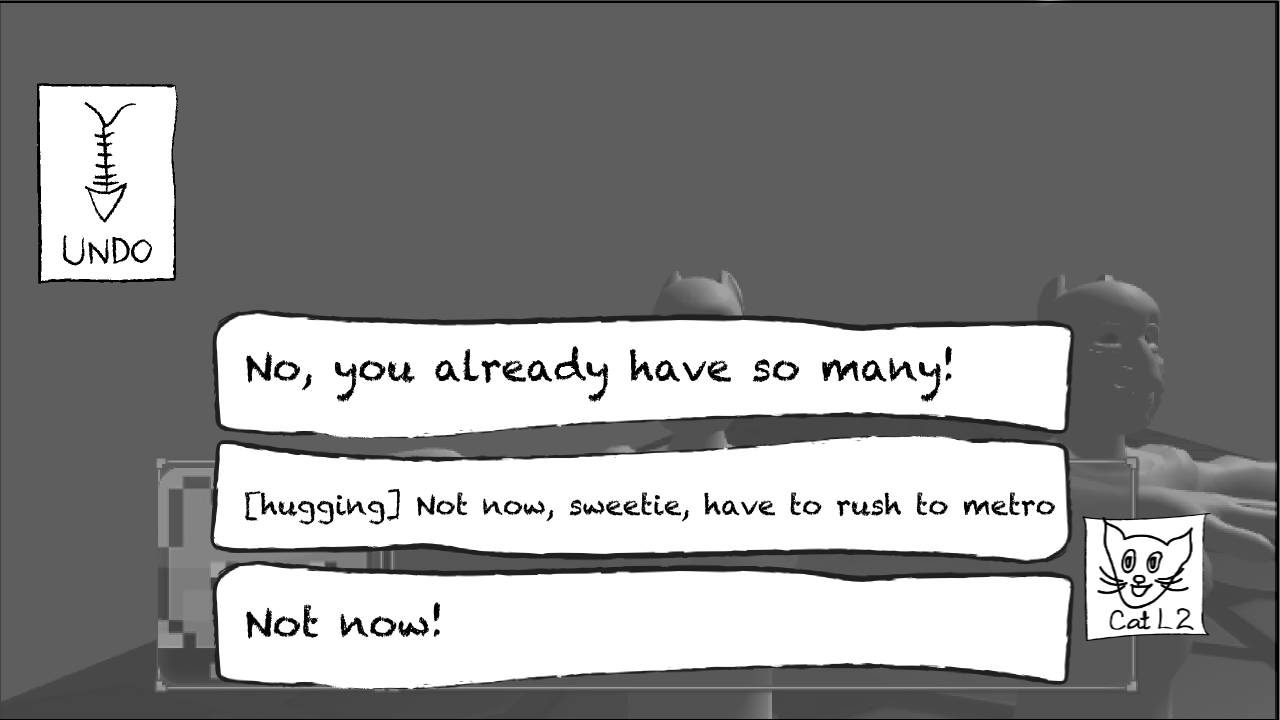 UNDO
No, you already have so many!
[hugging] Not now, sweetie, have to rush to metro
Not now!
Cat L2